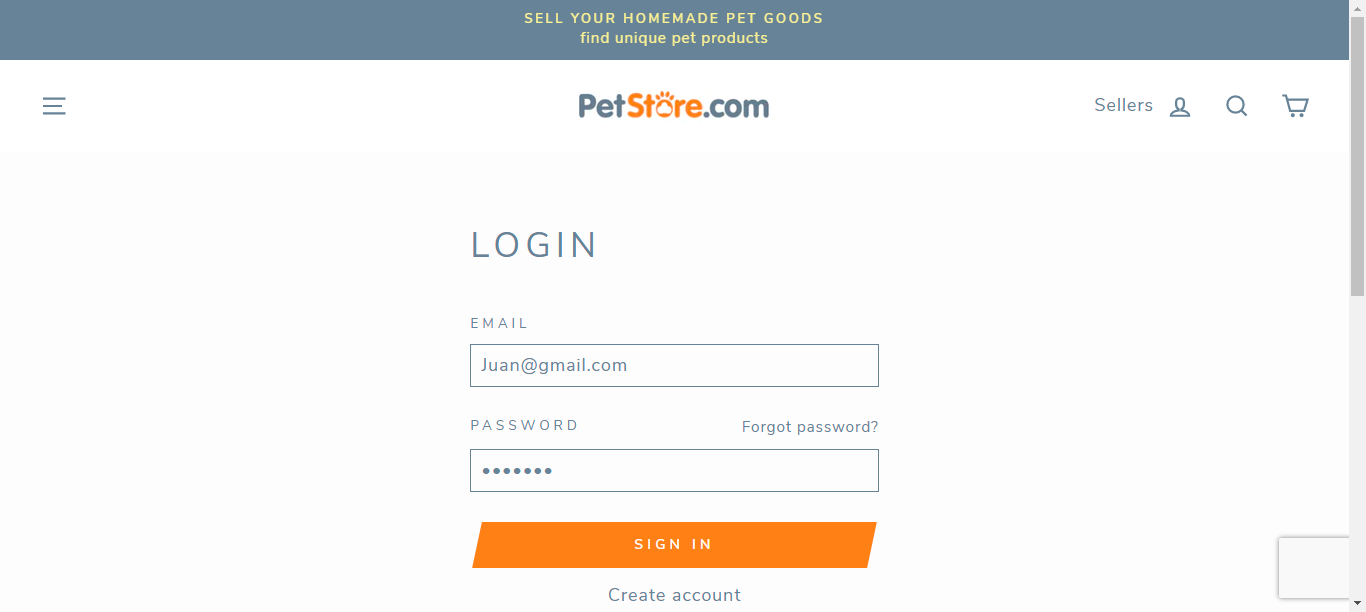 SELL YOUR HOMEMADE PET GOODS
find unique pet products
PetStore.com
Sellers
LOGIN
EMAIL
Juan@gmail.com
PASSWORD
Forgot password?
•••••••
SIGN IN
Create account